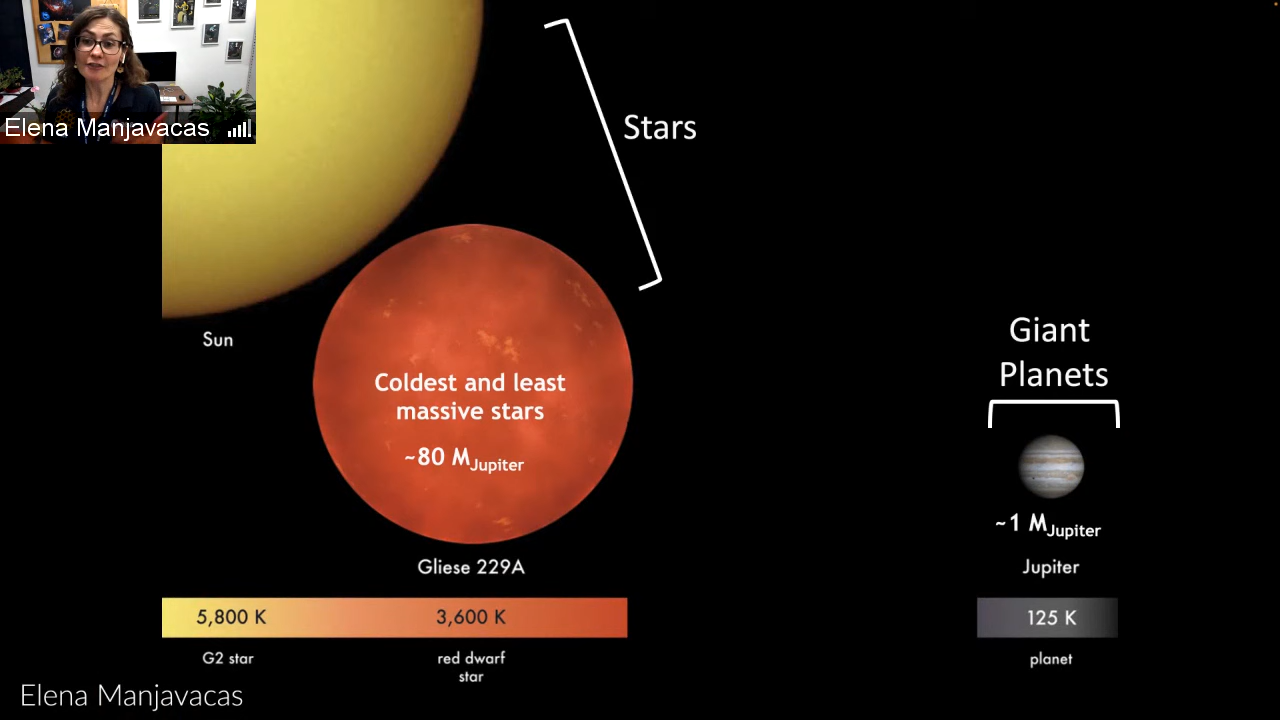 Elena Manjavacas
Stars
Sun
Coldest and least
massive stars
~80 MJupiter
Gliese 229A
Giant
Planets
~1 MJupiter
Jupiter
5,800 K
3,600 K
125 K
G2 star
red dwarf
star
planet
Elena Manjavacas